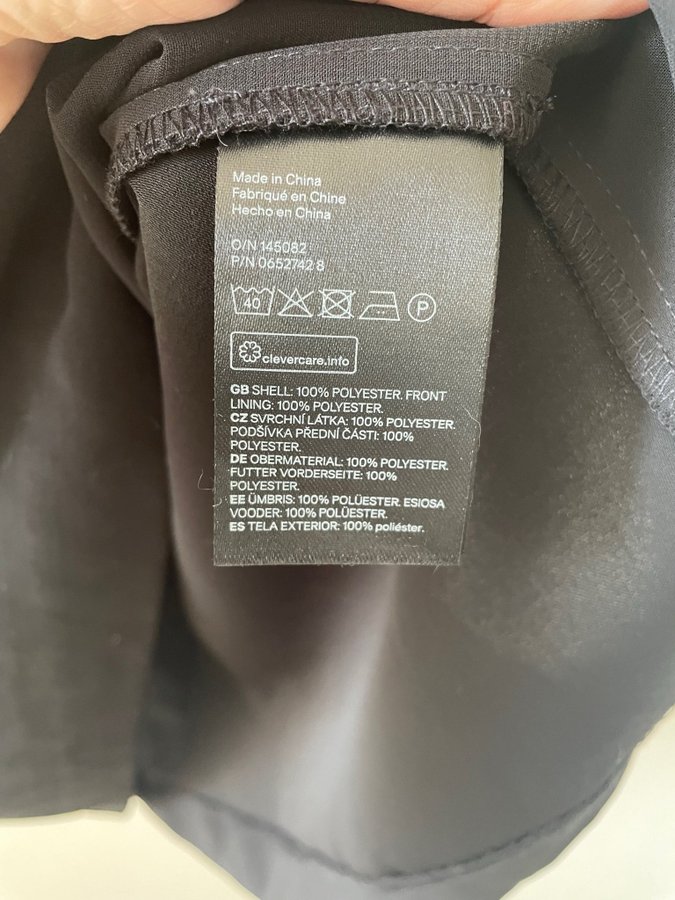 Made in China
Fabriqué en Chine
Hecho en China
O/N 145082
P/N 0652742 8
40
P
clevercare.info
GB SHELL: 100% POLYESTER. FRONT
LINING: 100% POLYESTER.
CZ SVRCHNÍ LÁTKA: 100% POLYESTER.
PODŠÍVKA PŘEDNÍ ČÁSTI: 100%
POLYESTER.
DE OBERMATERIAL: 100% POLYESTER.
FUTTER VORDERSEITE: 100%
POLYESTER.
EE ÜMBRIS: 100% POLÜESTER. ESIOSA
VOODER: 100% POLÜESTER.
ES TELA EXTERIOR: 100% poliéster.